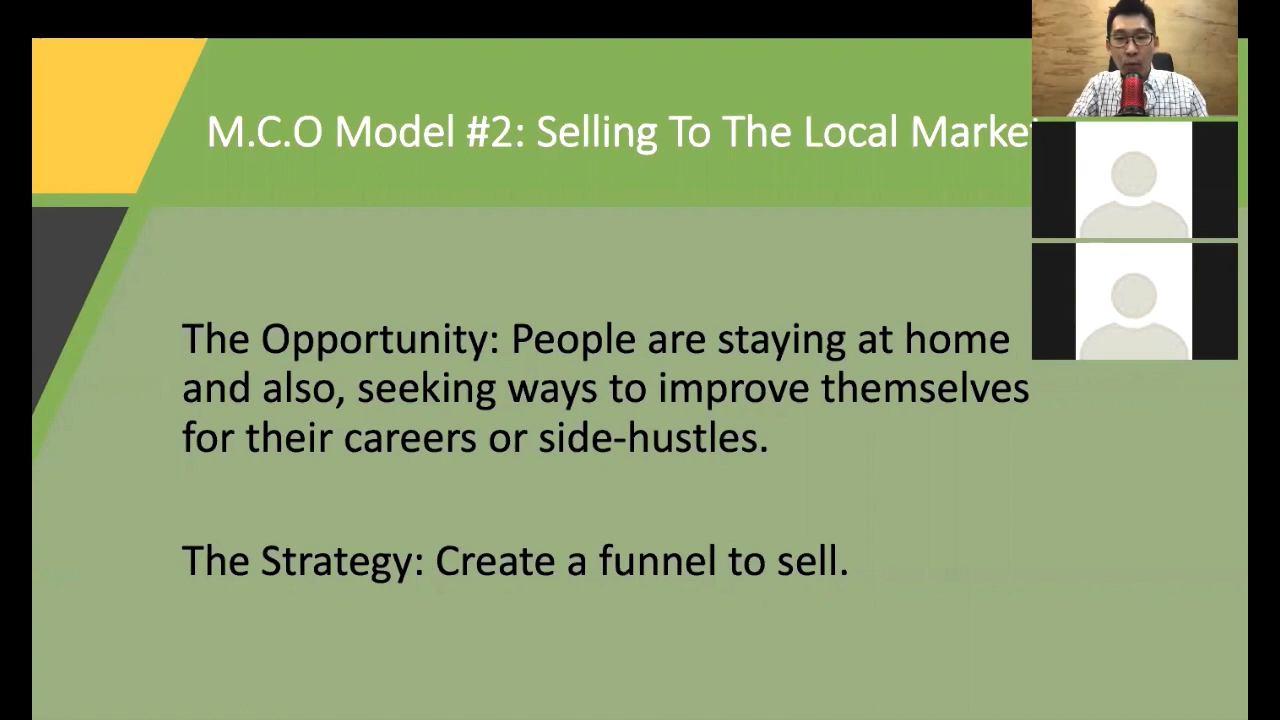 M.C.O Model #2: Selling To The Local Market
The Opportunity: People are staying at home
and also, seeking ways to improve themselves
for their careers or side-hustles.
The Strategy: Create a funnel to sell.